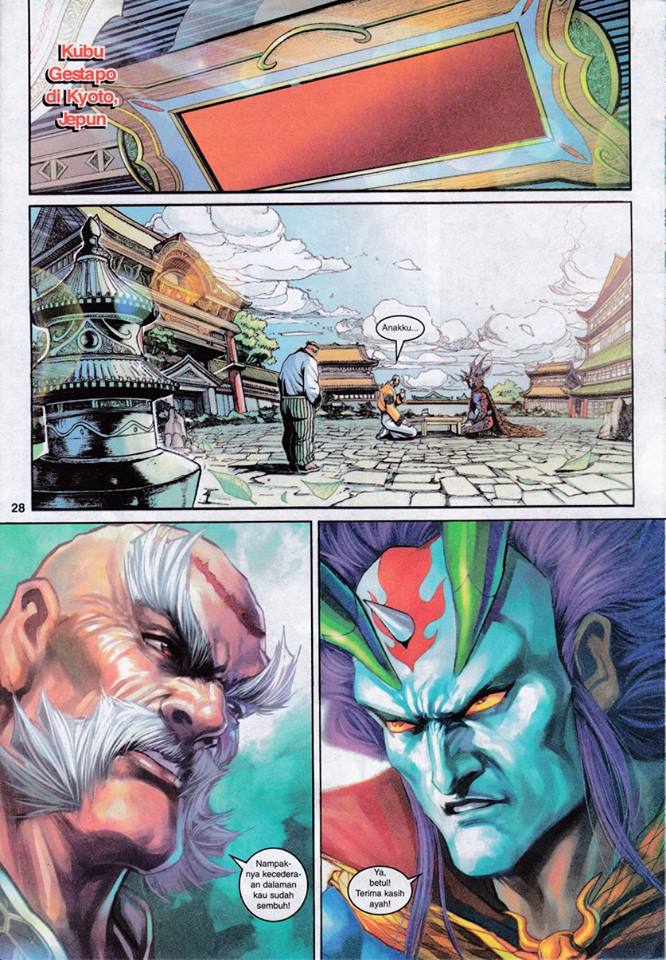 Kubu
Gestapo
di Kyoto,
Jepun
Anakku...
28
Nampak-
nya kecedera-
an dalaman
kau sudah
sembuh!
Ya,
betul!
Terima kasih
ayah!